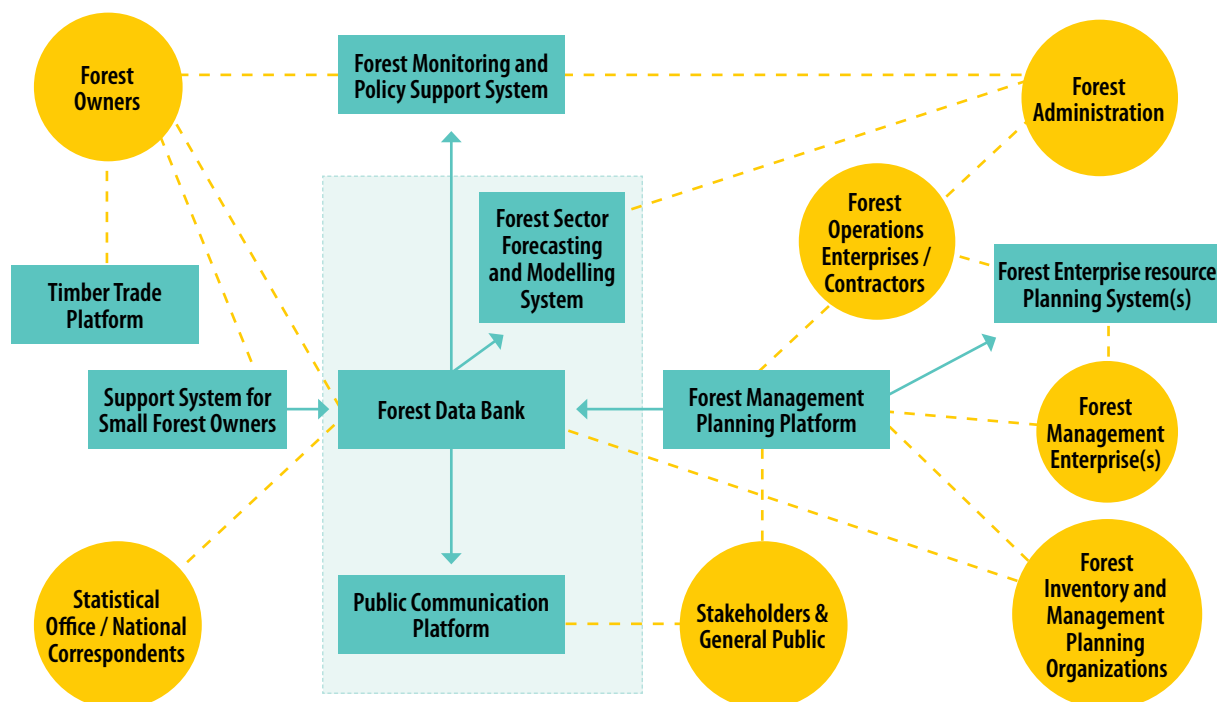 Forest
Owners
Forest Monitoring and
Policy Support System
Forest
Administration
Forest Sector
Forecasting
and Modelling
System
Forest
Operations
Enterprises /
Contractors
Timber Trade
Platform
Forest Enterprise resource
Planning System(s)
Support System for
Small Forest Owners
Forest Data Bank
Forest Management
Planning Platform
Forest
Management
Enterprise(s)
Statistical
Office / National
Correspondents
Public Communication
Platform
Stakeholders &
General Public
Forest
Inventory and
Management
Planning
Organizations